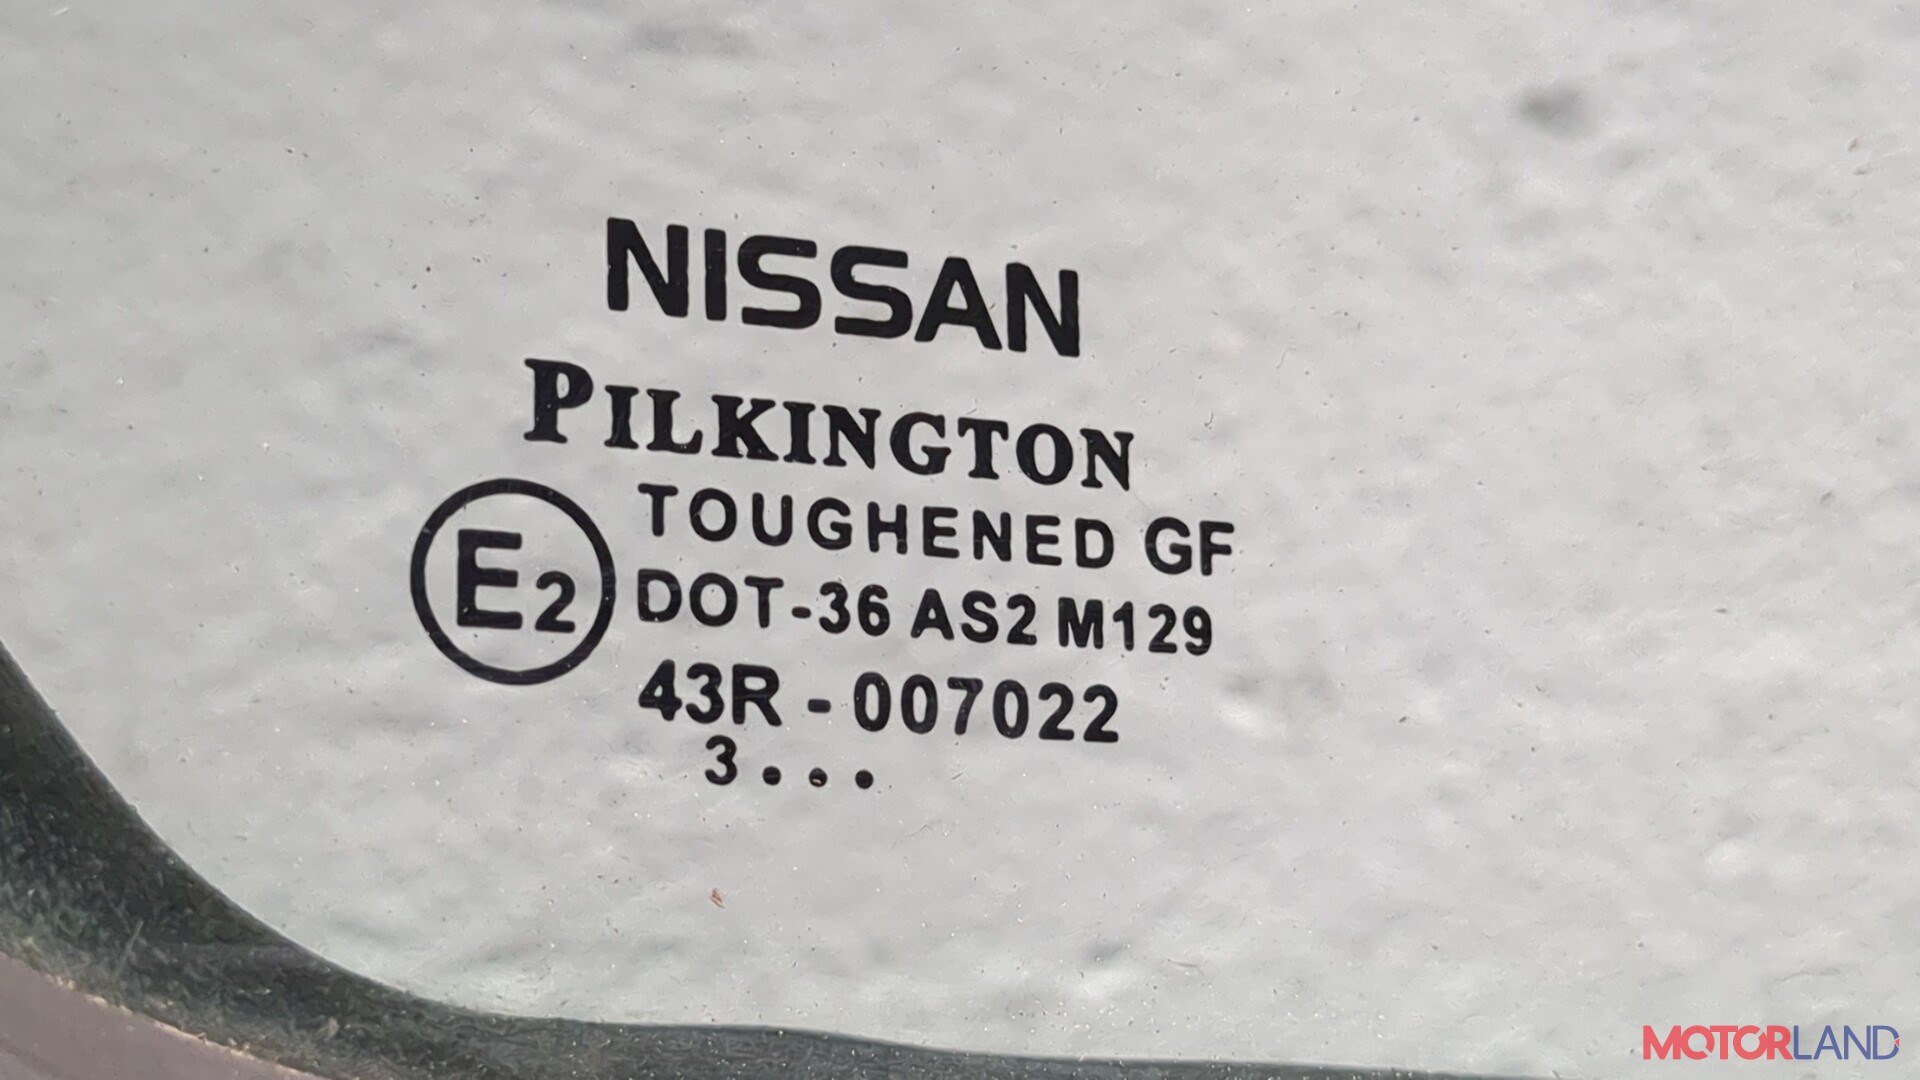 NISSAN
PILKINGTON
TOUGHENED GF
E2
DOT-36 AS2 M129
43R - 007022
3...
MOTORLAND